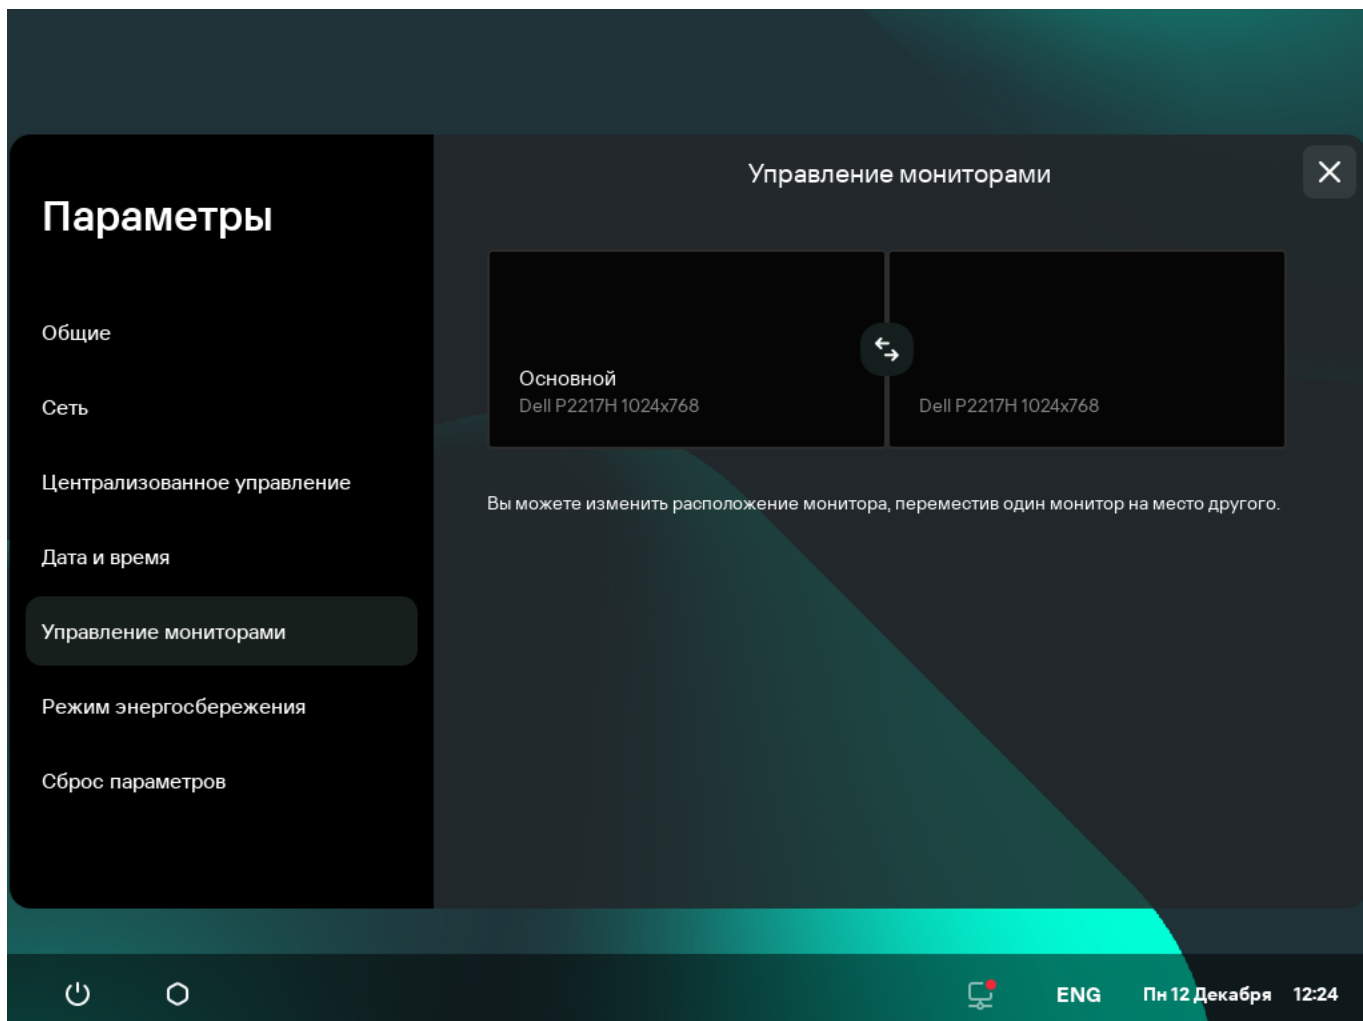 Управление мониторами
Параметры
Общие
Сеть
Централизованное управление
Дата и время
Управление мониторами
Режим энергосбережения
Сброс параметров
Основной
Dell P2217H 1024x768
Dell P2217H 1024x768
Вы можете изменить расположение монитора, переместив один монитор на место другого.
ENG
Пн 12 Декабря
12:24